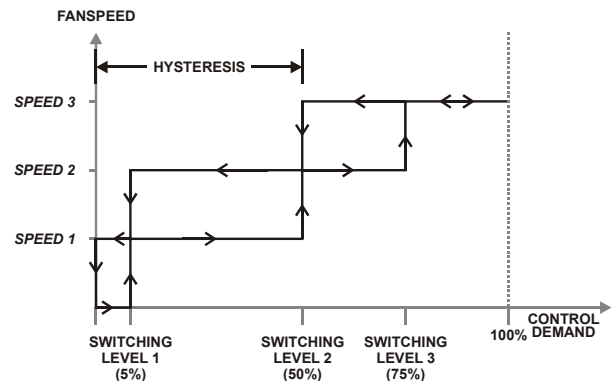 FANSPEED
HYSTERESIS
SPEED 3
SPEED 2
SPEED 1
SWITCHING
LEVEL 1
(5%)
SWITCHING
LEVEL 2
(50%)
SWITCHING
LEVEL 3
(75%)
100%
CONTROL
DEMAND